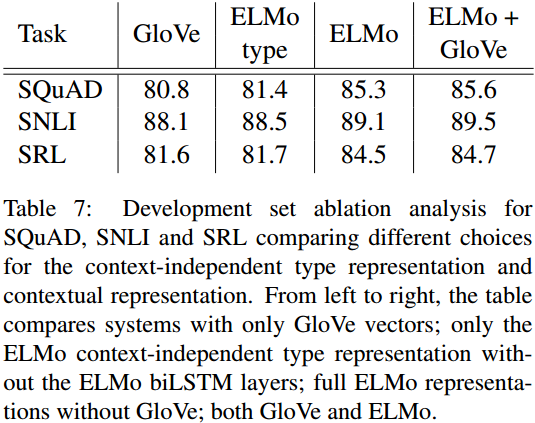 Task GloVe ELMo type ELMo ELMo + GloVe
SQuAD 80.8 81.4 85.3 85.6
SNLI 88.1 88.5 89.1 89.5
SRL 81.6 81.7 84.5 84.7
Table 7: Development set ablation analysis for
SQuAD, SNLI and SRL comparing different choices
for the context-independent type representation and
contextual representation. From left to right, the table
compares systems with only GloVe vectors; only the
ELMo context-independent type representation with-
out the ELMo biLSTM layers; full ELMo representa-
tions without GloVe; both GloVe and ELMo.